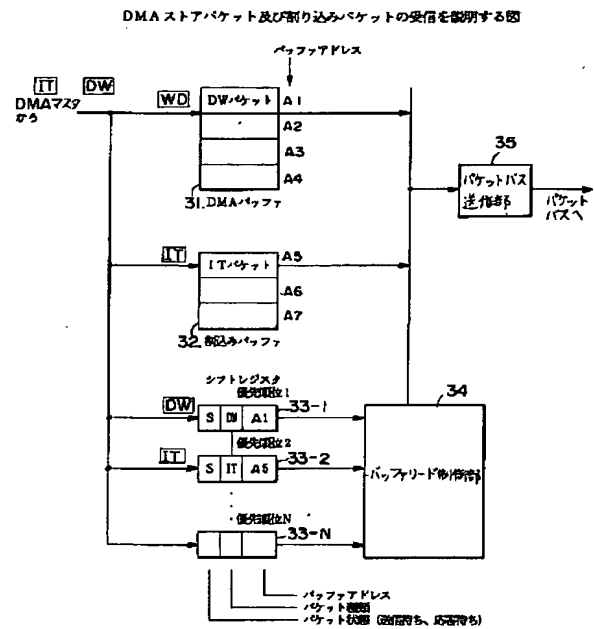 DMAストアパケット及び割り込みパケットの受信を説明する図
バッファアドレス
IT DW
DMAマスタ
から
WD
DWパケット
A1
A2
A3
A4
31.DMAバッファ
35
パケットバス
送信部
パケット
バスへ
IT
ITパケット
A5
A6
A7
32.割込みバッファ
シフトレジスタ
優先順位1
DW
S DW A1
33-1
34
優先順位2
IT
S IT A5
33-2
バッファリード制御部
優先順位N
33-N
バッファアドレス
パケット種類
パケット状態(送信待ち、応答待ち)